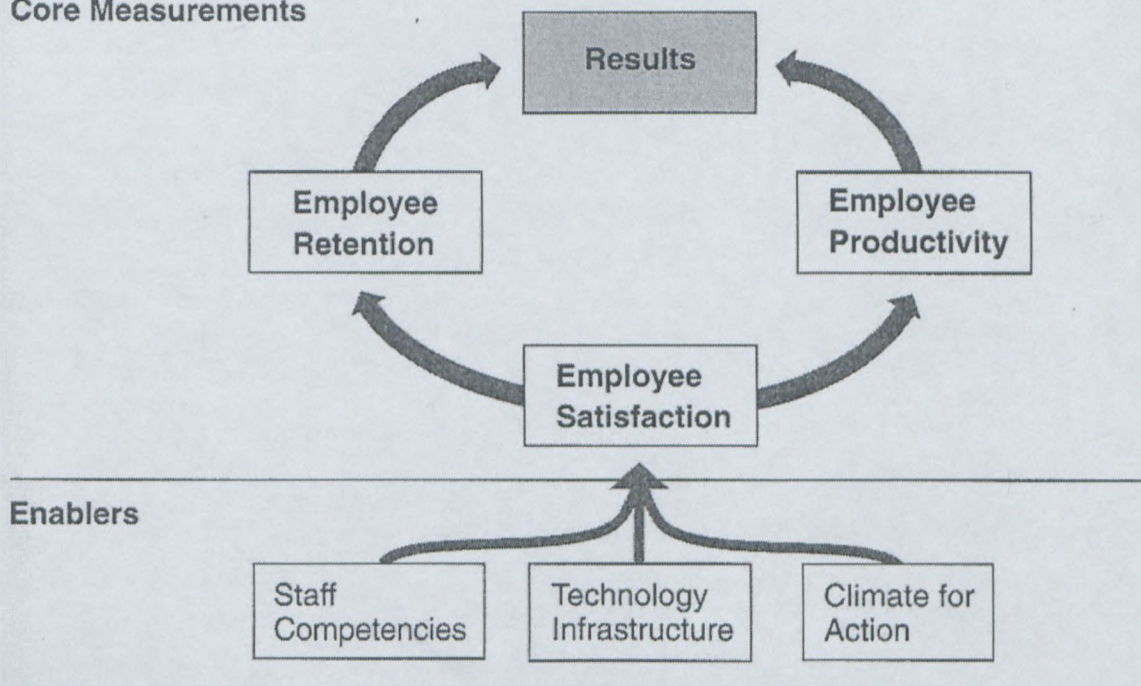 Core Measurements
Results
Employee
Retention
Employee
Productivity
Employee
Satisfaction
Enablers
Staff
Competencies
Technology
Infrastructure
Climate for
Action